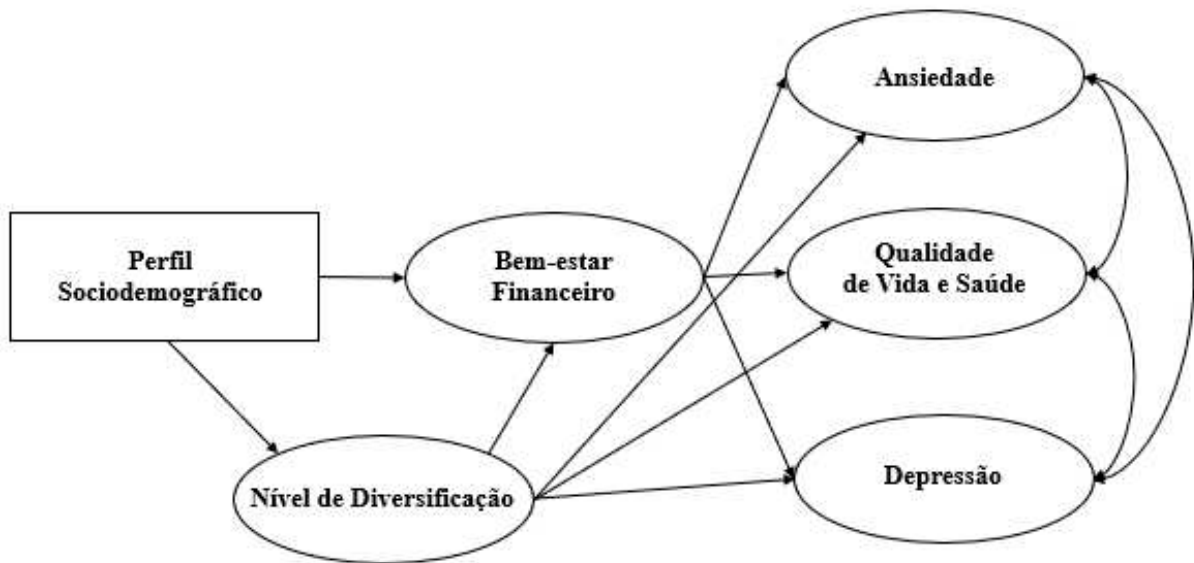 Ansiedade
Perfil
Sociodemográfico
Bem-estar
Financeiro
Qualidade
de Vida e Saúde
Nível de Diversificação
Depressão